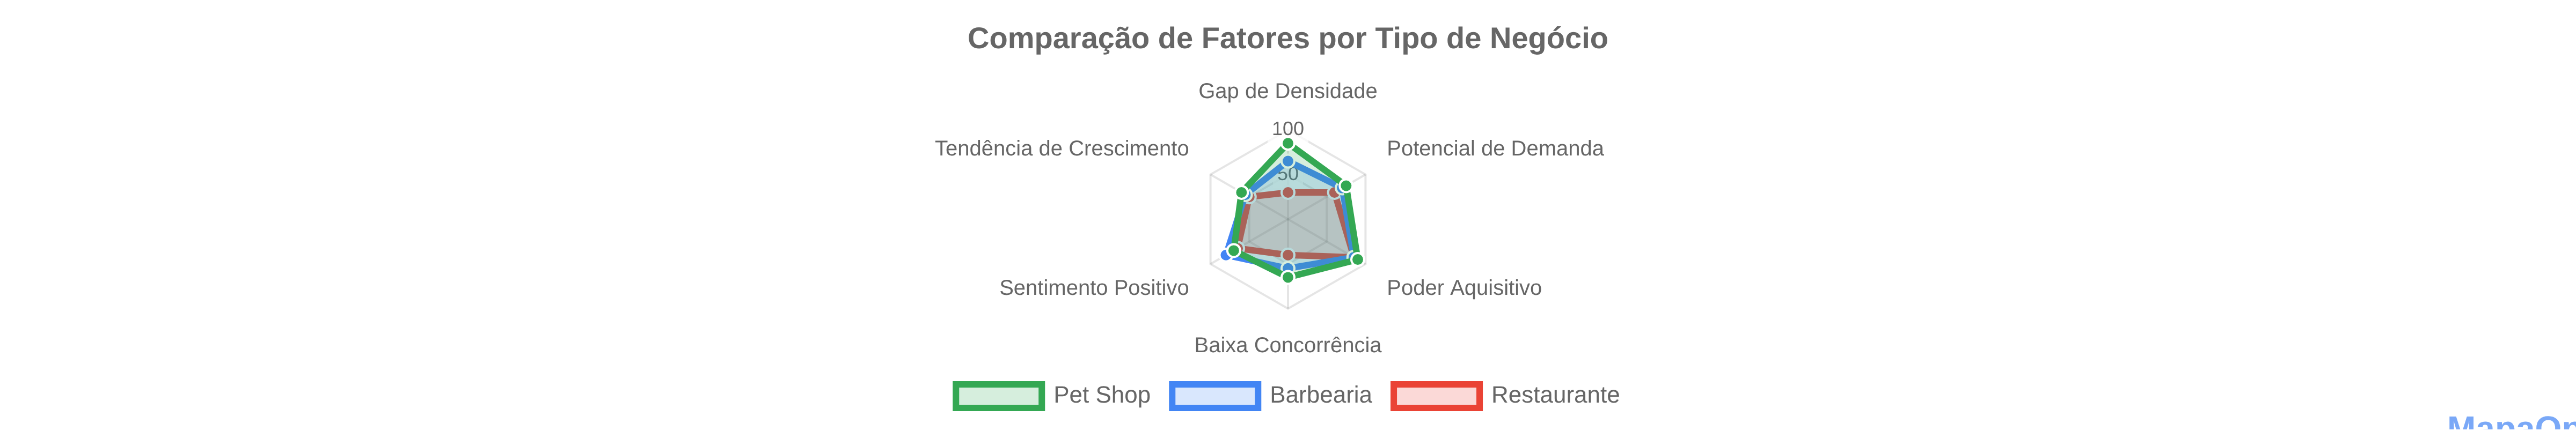 Comparação de Fatores por Tipo de Negócio
Gap de Densidade
100
Tendência de Crescimento
Potencial de Demanda
50
Sentimento Positivo
Poder Aquisitivo
Baixa Concorrência
Pet Shop
Barbearia
Restaurante